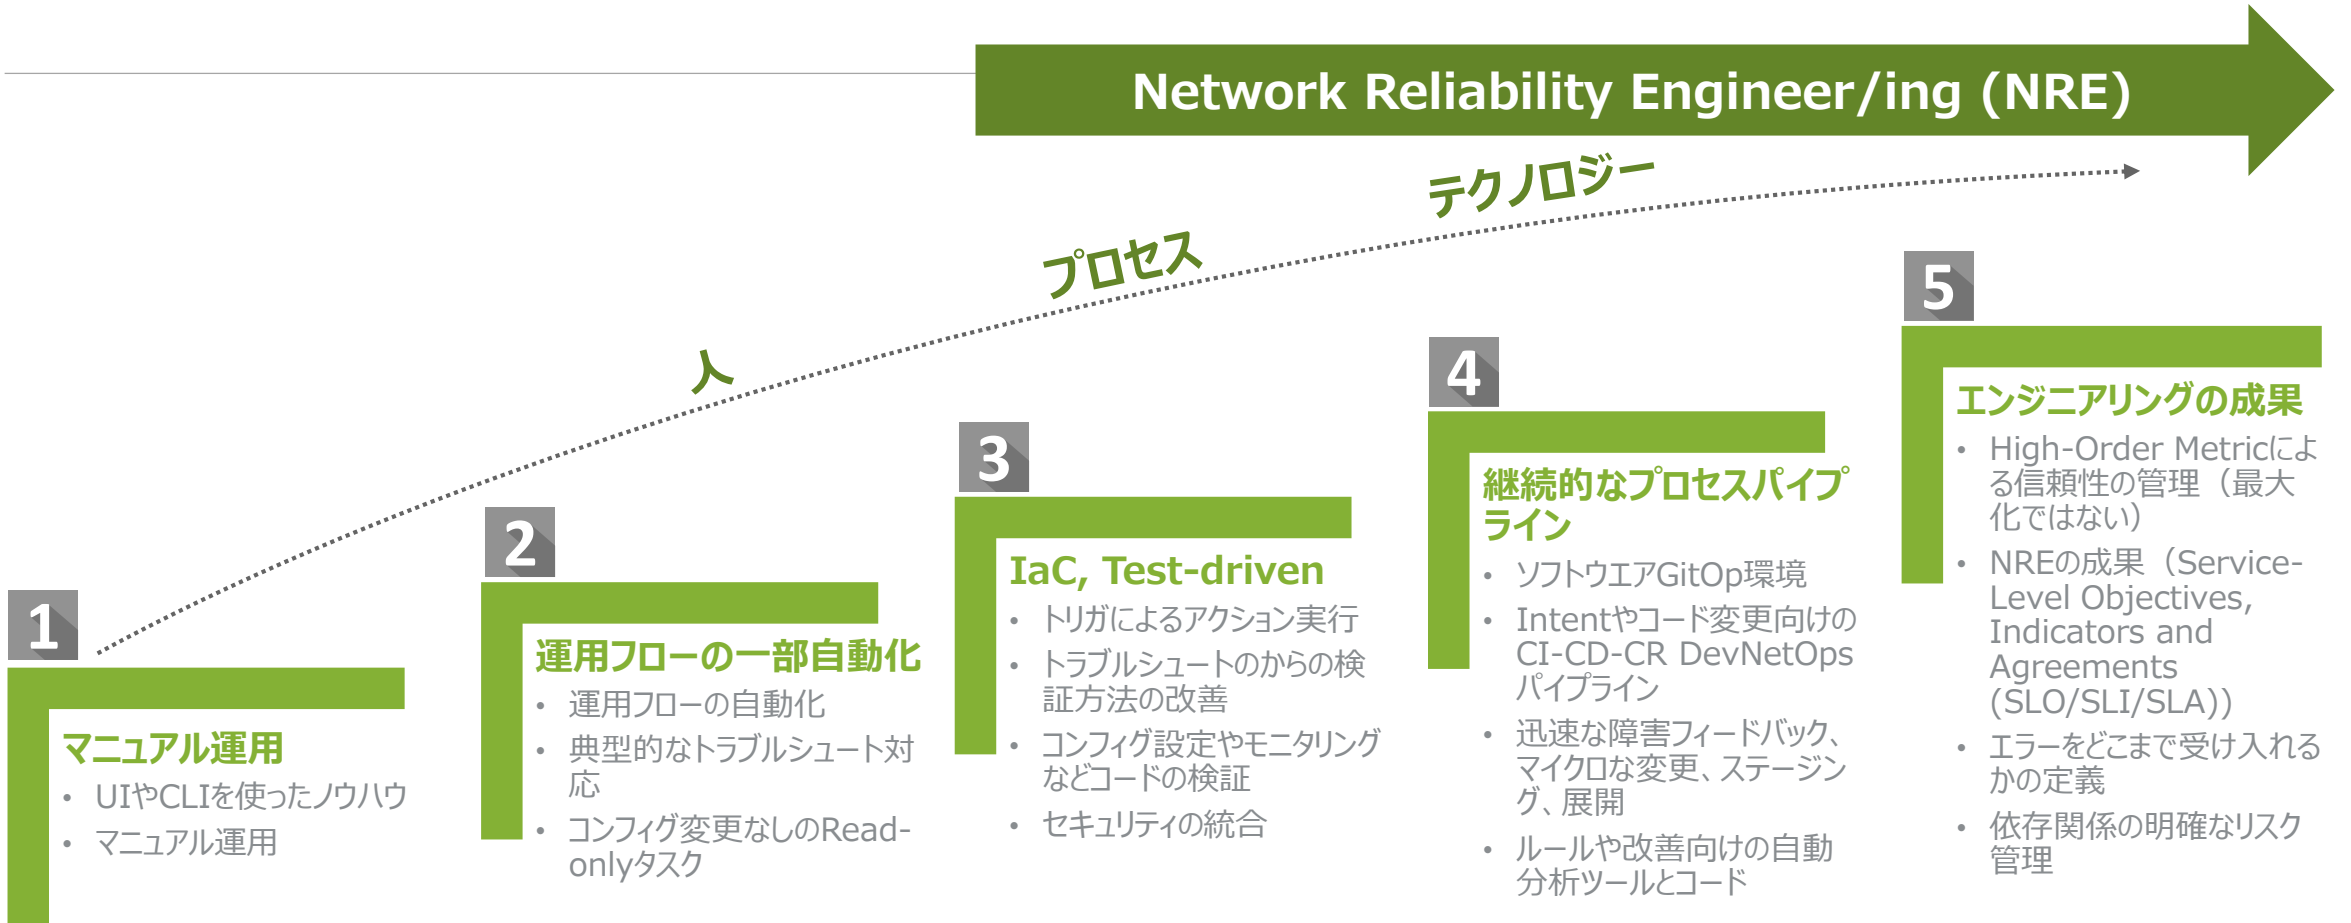 Network Reliability Engineer/ing (NRE)
テクノロジー
プロセス
人
1
マニュアル運用
• UIやCLIを使ったノウハウ
• マニュアル運用
2
運用フローの一部自動化
• 運用フローの自動化
• 典型的なトラブルシュート対
応
• コンフィグ変更なしのRead-
onlyタスク
3
IaC, Test-driven
• トリガによるアクション実行
• トラブルシュートのからの検
証方法の改善
• コンフィグ設定やモニタリング
などコードの検証
• セキュリティの統合
4
継続的なプロセスパイプ
ライン
• ソフトウエアGitOp環境
• Intentやコード変更向けの
CI-CD-CR DevNetOps
パイプライン
• 迅速な障害フィードバック、
マイクロな変更、ステージン
グ、展開
• ルールや改善向けの自動
分析ツールとコード
5
エンジニアリングの成果
• High-Order Metricによ
る信頼性の管理（最大
化ではない）
• NREの成果（Service-
Level Objectives,
Indicators and
Agreements
(SLO/SLI/SLA))
• エラーをどこまで受け入れる
かの定義
• 依存関係の明確なリスク
管理